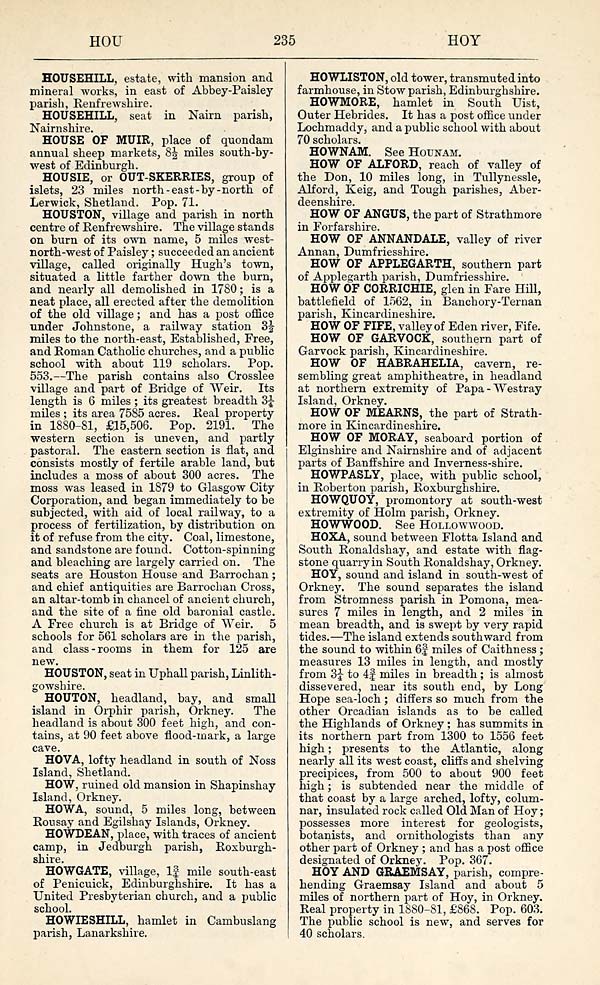 HOU 235 HOY
HOUSEHILL, estate, with mansion and
mineral works, in east of Abbey-Paisley
parish, Renfrewshire.
HOUSEHILL, seat in Nairn parish,
Nairnshire.
HOUSE OF MUIR, place of quondam
annual sheep markets, 8½ miles south-by-
west of Edinburgh.
HOUSIE, or OUT-SKERRIES, group of
islets, 23 miles north-east-by-north of
Lerwick, Shetland. Pop. 71.
HOUSTON, village and parish in north
centre of Renfrewshire. The village stands
on burn of its own name, 5 miles west-
north-west of Paisley; succeeded an ancient
village, called originally Hugh's town,
situated a little farther down the burn,
and nearly all demolished in 1780; is a
neat place, all erected after the demolition
of the old village; and has a post office
under Johnstone, a railway station 3½
miles to the north-east, Established, Free,
and Roman Catholic churches, and a public
school with about 119 scholars. Pop.
553.—The parish contains also Crosslee
village and part of Bridge of Weir. Its
length is 6 miles; its greatest breadth 3¼
miles; its area 7585 acres. Real property
in 1880-81, £15,506. Pop. 2191. The
western section is uneven, and partly
pastoral. The eastern section is flat, and
consists mostly of fertile arable land, but
includes a moss of about 300 acres. The
moss was leased in 1879 to Glasgow City
Corporation, and began immediately to be
subjected, with aid of local railway, to a
process of fertilization, by distribution on
it of refuse from the city. Coal, limestone,
and sandstone are found. Cotton-spinning
and bleaching are largely carried on. The
seats are Houston House and Barrochan;
and chief antiquities are Barrochan Cross,
an altar-tomb in chancel of ancient church,
and the site of a fine old baronial castle.
A Free church is at Bridge of Weir. 5
schools for 561 scholars are in the parish,
and class-rooms in them for 125 are
new.
HOUSTON, seat in Uphall parish, Linlith-
gowshire.
HOUTON, headland, bay, and small
island in Orphir parish, Orkney. The
headland is about 300 feet high, and con-
tains, at 90 feet above flood-mark, a large
cave.
HOVA, lofty headland in south of Noss
Island, Shetland.
HOW, ruined old mansion in Shapinshay
Island, Orkney.
HOWA, sound, 5 miles long, between
Rousay and Egilshay Islands, Orkney.
HOWDEAN, place, with traces of ancient
camp, in Jedburgh parish, Roxburgh-
shire.
HOWGATE, village, 1¾ mile south-east
of Penicuick, Edinburghshire. It has a
United Presbyterian church, and a public
school.
HOWIESHILL, hamlet in Cambuslang
parish, Lanarkshire.
HOWLISTON, old tower, transmuted into
farmhouse, in Stow parish, Edinburghshire.
HOWMORE, hamlet in South Uist,
Outer Hebrides. It has a post office under
Lochmaddy, and a public school with about
70 scholars.
HOWNAM. See HOUNAM.
HOW OF ALFORD, reach of valley of
the Don, 10 miles long, in Tullynessle,
Alford, Keig, and Tough parishes, Aber-
deenshire.
HOW OF ANGUS, the part of Strathmore
in Forfarshire.
HOW OF ANNANDALE, valley of river
Annan, Dumfriesshire.
HOW OF APPLEGARTH, southern part
of Applegarth parish, Dumfriesshire.
HOW OF CORRICHIE, glen in Fare Hill,
battlefield of 1562, in Banchory-Ternan
parish, Kincardineshire.
HOW OF FIFE, valley of Eden river, Fife.
HOW OF GARVOCK, southern part of
Garvock parish, Kincardineshire.
HOW OF HABRAHELIA, cavern, re-
sembling great amphitheatre, in headland
at northern extremity of Papa-Westray
Island, Orkney.
HOW OF MEARNS, the part of Strath-
more in Kincardineshire.
HOW OF MORAY, seaboard portion of
Elginshire and Nairnshire and of adjacent
parts of Banffshire and Inverness-shire.
HOWPASLY, place, with public school,
in Roberton parish, Roxburghshire.
HOWQUOY, promontory at south-west
extremity of Holm parish, Orkney.
HOWWOOD. See HOLLOWWOOD.
HOXA, sound between Flotta Island and
South Ronaldshay, and estate with flag-
stone quarry in South Ronaldshay, Orkney.
HOY, sound and island in south-west of
Orkney. The sound separates the island
from Stromness parish in Pomona, mea-
sures 7 miles in length, and 2 miles in
mean breadth, and is swept by very rapid
tides.—The island extends southward from
the sound to within 6¾ miles of Caithness;
measures 13 miles in length, and mostly
from 3¼ to 4¾ miles in breadth; is almost
dissevered, near its south end, by Long
Hope sea-loch; differs so much from the
other Orcadian islands as to be called
the Highlands of Orkney; has summits in
its northern part from 1300 to 1556 feet
high; presents to the Atlantic, along
nearly all its west coast, cliffs and shelving
precipices, from 500 to about 900 feet
high; is subtended near the middle of
that coast by a large arched, lofty, colum-
nar, insulated rock called Old Man of Hoy;
possesses more interest for geologists,
botanists, and ornithologists than any
other part of Orkney; and has a post office
designated of Orkney. Pop. 367.
HOY AND GRAEMSAY, parish, compre-
hending Graemsay Island and about 5
miles of northern part of Hoy, in Orkney.
Real property in 1880-81, £868. Pop. 603.
The public school is new, and serves for
40 scholars.